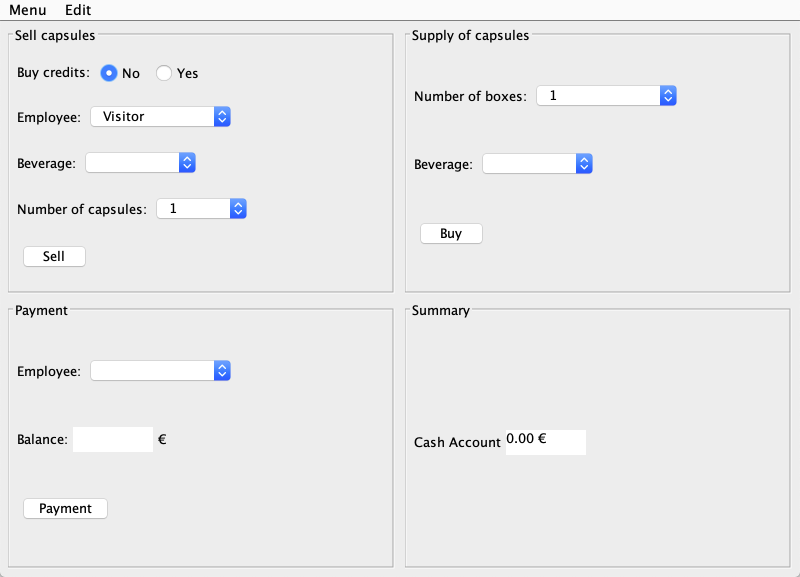 Menu Edit
Sell capsules
Buy credits: No Yes
Employee: Visitor
Beverage:
Number of capsules: 1
Sell
Supply of capsules
Number of boxes: 1
Beverage:
Buy
Payment
Employee:
Balance: €
Payment
Summary
Cash Account 0.00 €